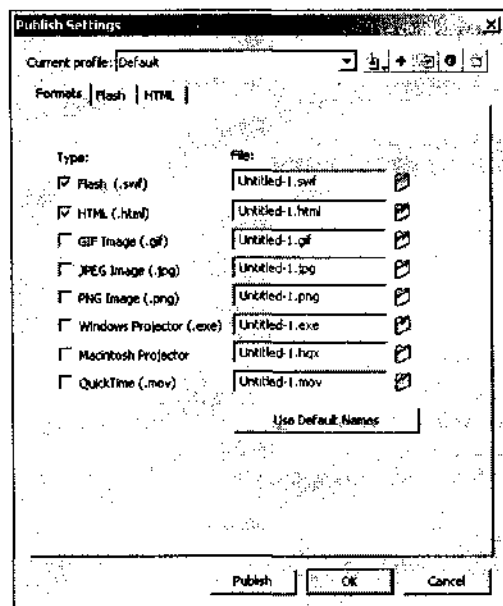 Publish Settings
Current profile: Default
Formats Flash HTML
Type: File:
Flash (.swf) Untitled-1.swf
HTML (.html) Untitled-1.html
GIF Image (.gif) Untitled-1.gif
JPEG Image (.jpg) Untitled-1.jpg
PNG Image (.png) Untitled-1.png
Windows Projector (.exe) Untitled-1.exe
Macintosh Projector Untitled-1.hqx
QuickTime (.mov) Untitled-1.mov
Use Default Names
Publish OK Cancel